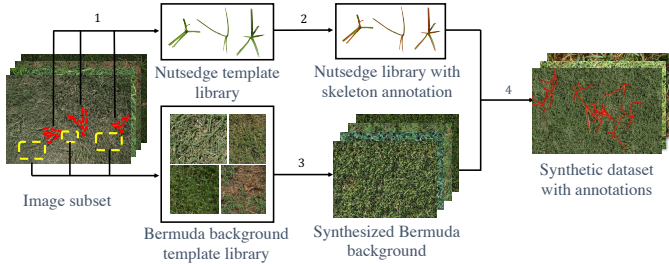 1
2
Nutsedge template
library
Nutsedge library with
skeleton annotation
4
Image subset
3
Bermuda background
template library
Synthesized Bermuda
background
Synthetic dataset
with annotations